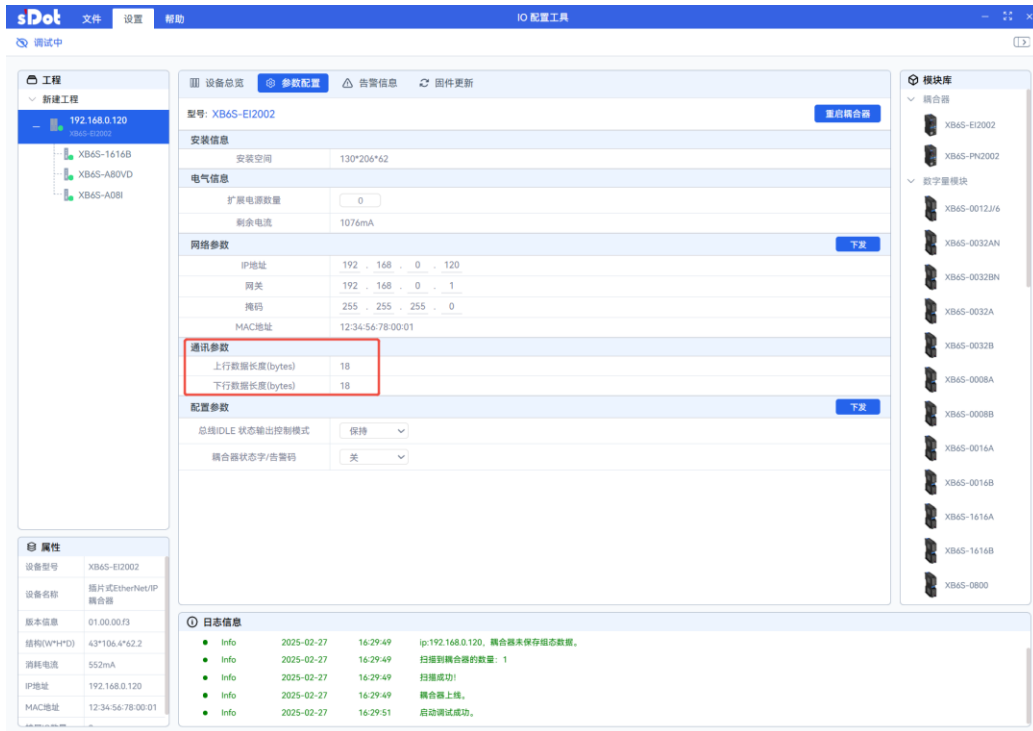 sDot 文件 设置 帮助 IO 配置工具
调试中
工程
新建工程
192.168.0.120
XB6S-EI2002
XB6S-1616B
XB6S-A80VD
XB6S-A08I
设备总览 参数配置 告警信息 固件更新
型号: XB6S-EI2002 重启耦合器
安装信息
安装空间 130*206*62
电气信息
扩展电源数量 0
剩余电流 1076mA
网络参数 下发
IP地址 192 . 168 . 0 . 120
网关 192 . 168 . 0 . 1
掩码 255 . 255 . 255 . 0
MAC地址 12:34:56:78:00:01
通讯参数
上行数据长度(bytes) 18
下行数据长度(bytes) 18
配置参数 下发
总线IDLE 状态输出控制模式 保持
耦合器状态字/告警码 关
模块库
耦合器
XB6S-EI2002
XB6S-PN2002
数字量模块
XB6S-0012J/6
XB6S-0032AN
XB6S-0032BN
XB6S-0032A
XB6S-0032B
XB6S-0008A
XB6S-0008B
XB6S-0016A
XB6S-0016B
XB6S-1616A
XB6S-1616B
XB6S-0800
属性
设备型号 XB6S-EI2002
设备名称 插片式EtherNet/IP
耦合器
版本信息 01.00.00.f3
结构(W*H*D) 43*106.4*62.2
消耗电流 552mA
IP地址 192.168.0.120
MAC地址 12:34:56:78:00:01
日志信息
Info 2025-02-27 16:29:49 ip:192.168.0.120，耦合器未保存组态数据。
Info 2025-02-27 16:29:49 扫描到耦合器的数量：1
Info 2025-02-27 16:29:49 扫描成功!
Info 2025-02-27 16:29:49 耦合器上线。
Info 2025-02-27 16:29:51 启动调试成功。